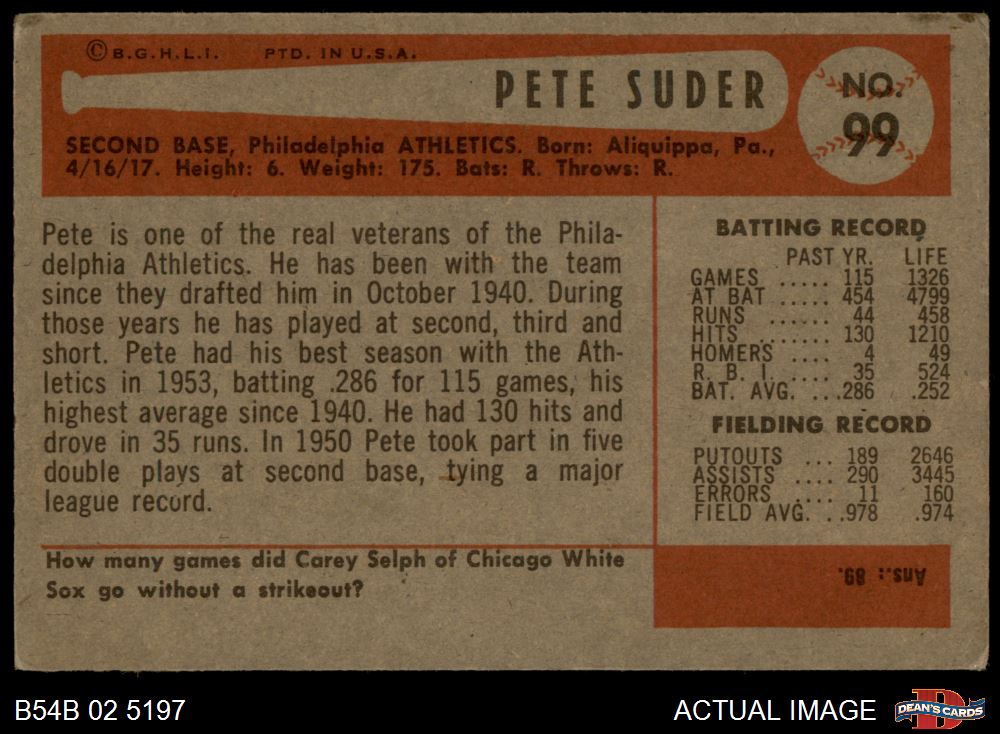 © B.G.H.L.I. PTD. IN U.S.A.
PETE SUDER
NO.
99
SECOND BASE, Philadelphia ATHLETICS. Born: Aliquippa, Pa.,
4/16/17. Height: 6. Weight: 175. Bats: R. Throws: R.
Pete is one of the real veterans of the Phila-
delphia Athletics. He has been with the team
since they drafted him in October 1940. During
those years he has played at second, third and
short. Pete had his best season with the Ath-
letics in 1953, batting .286 for 115 games, his
highest average since 1940. He had 130 hits and
drove in 35 runs. In 1950 Pete took part in five
double plays at second base, tying a major
league record.
BATTING RECORD
PAST YR. LIFE
GAMES ..... 115 1326
AT BAT ..... 454 4799
RUNS ...... 44 458
HITS ....... 130 1210
HOMERS .... 4 49
R. B. I. .... 35 524
BAT. AVG. ...286 .252
FIELDING RECORD
PUTOUTS ... 189 2646
ASSISTS .... 290 3445
ERRORS .... 11 160
FIELD AVG. ..978 .974
How many games did Carey Selph of Chicago White
Sox go without a strikeout?
Ans.: 89.
B54B 02 5197
ACTUAL IMAGE
D
DEAN'S CARDS